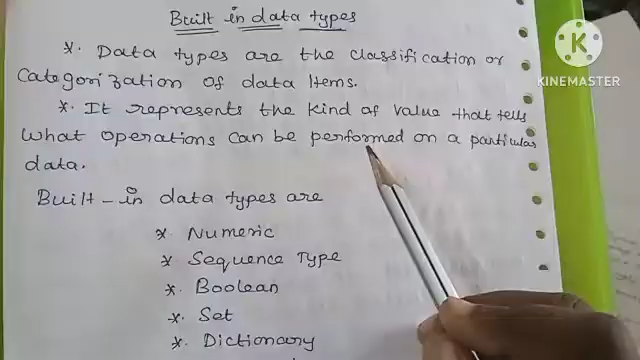 Built in data types
*. Data types are the classification or
Categorization of data Items.
*. It represents the kind of value that tells
what operations can be performed on a particular
data.
Built-in data types are
*. Numeric
*. Sequence Type
*. Boolean
*. Set
*. Dictionary
K
KINEMASTER